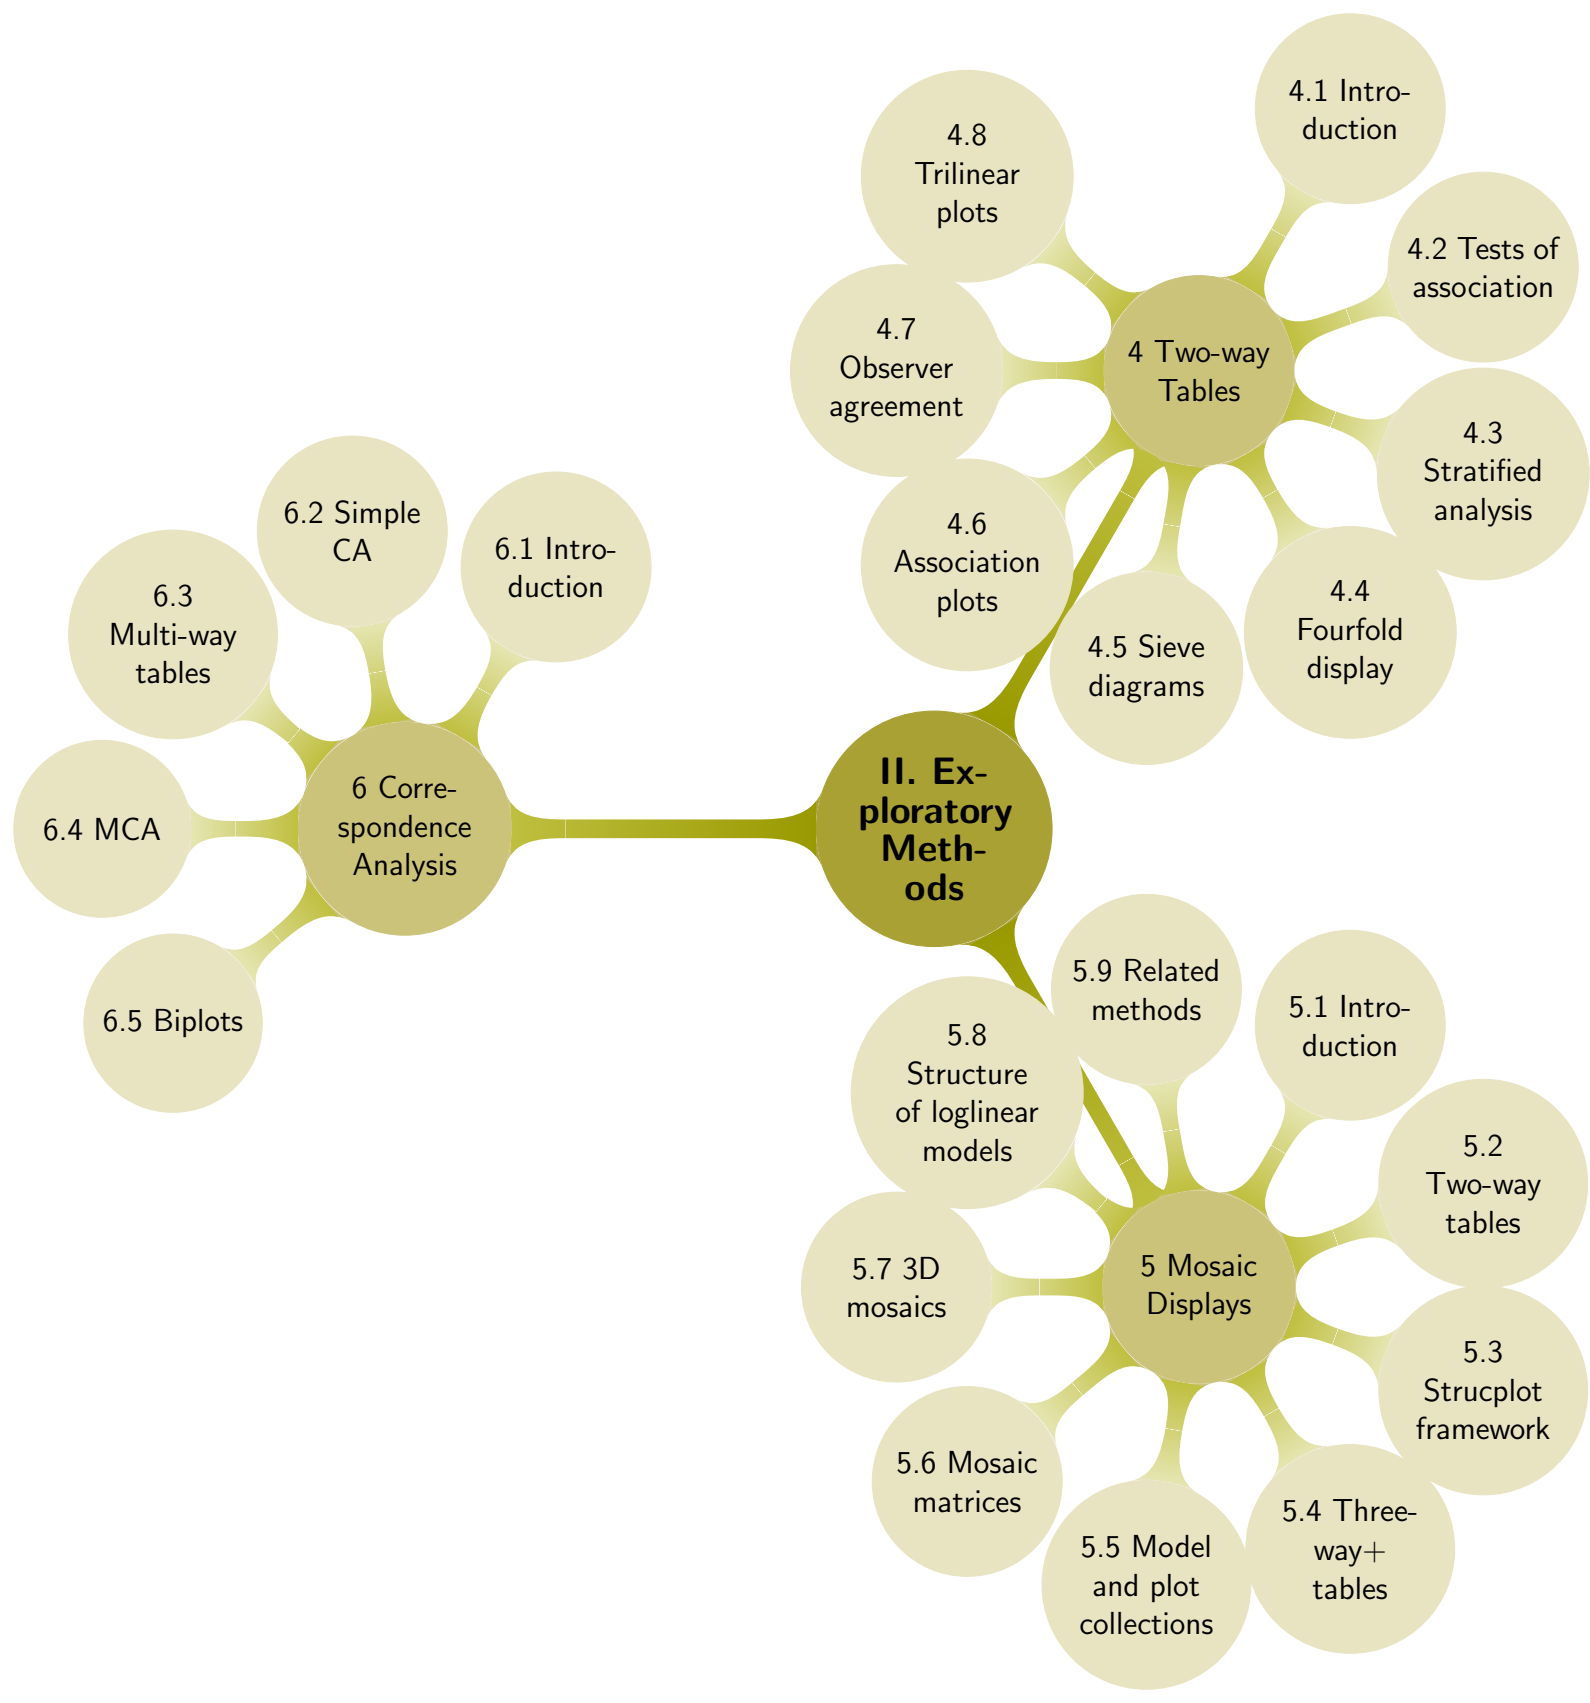 II. Ex-
ploratory
Meth-
ods
4 Two-way
Tables
4.1 Intro-
duction
4.2 Tests of
association
4.3
Stratified
analysis
4.4
Fourfold
display
4.5 Sieve
diagrams
4.6
Association
plots
4.7
Observer
agreement
4.8
Trilinear
plots
5 Mosaic
Displays
5.1 Intro-
duction
5.2
Two-way
tables
5.3
Strucplot
framework
5.4 Three-
way+
tables
5.5 Model
and plot
collections
5.6 Mosaic
matrices
5.7 3D
mosaics
5.8
Structure
of loglinear
models
5.9 Related
methods
6 Corre-
spondence
Analysis
6.1 Intro-
duction
6.2 Simple
CA
6.3
Multi-way
tables
6.4 MCA
6.5 Biplots